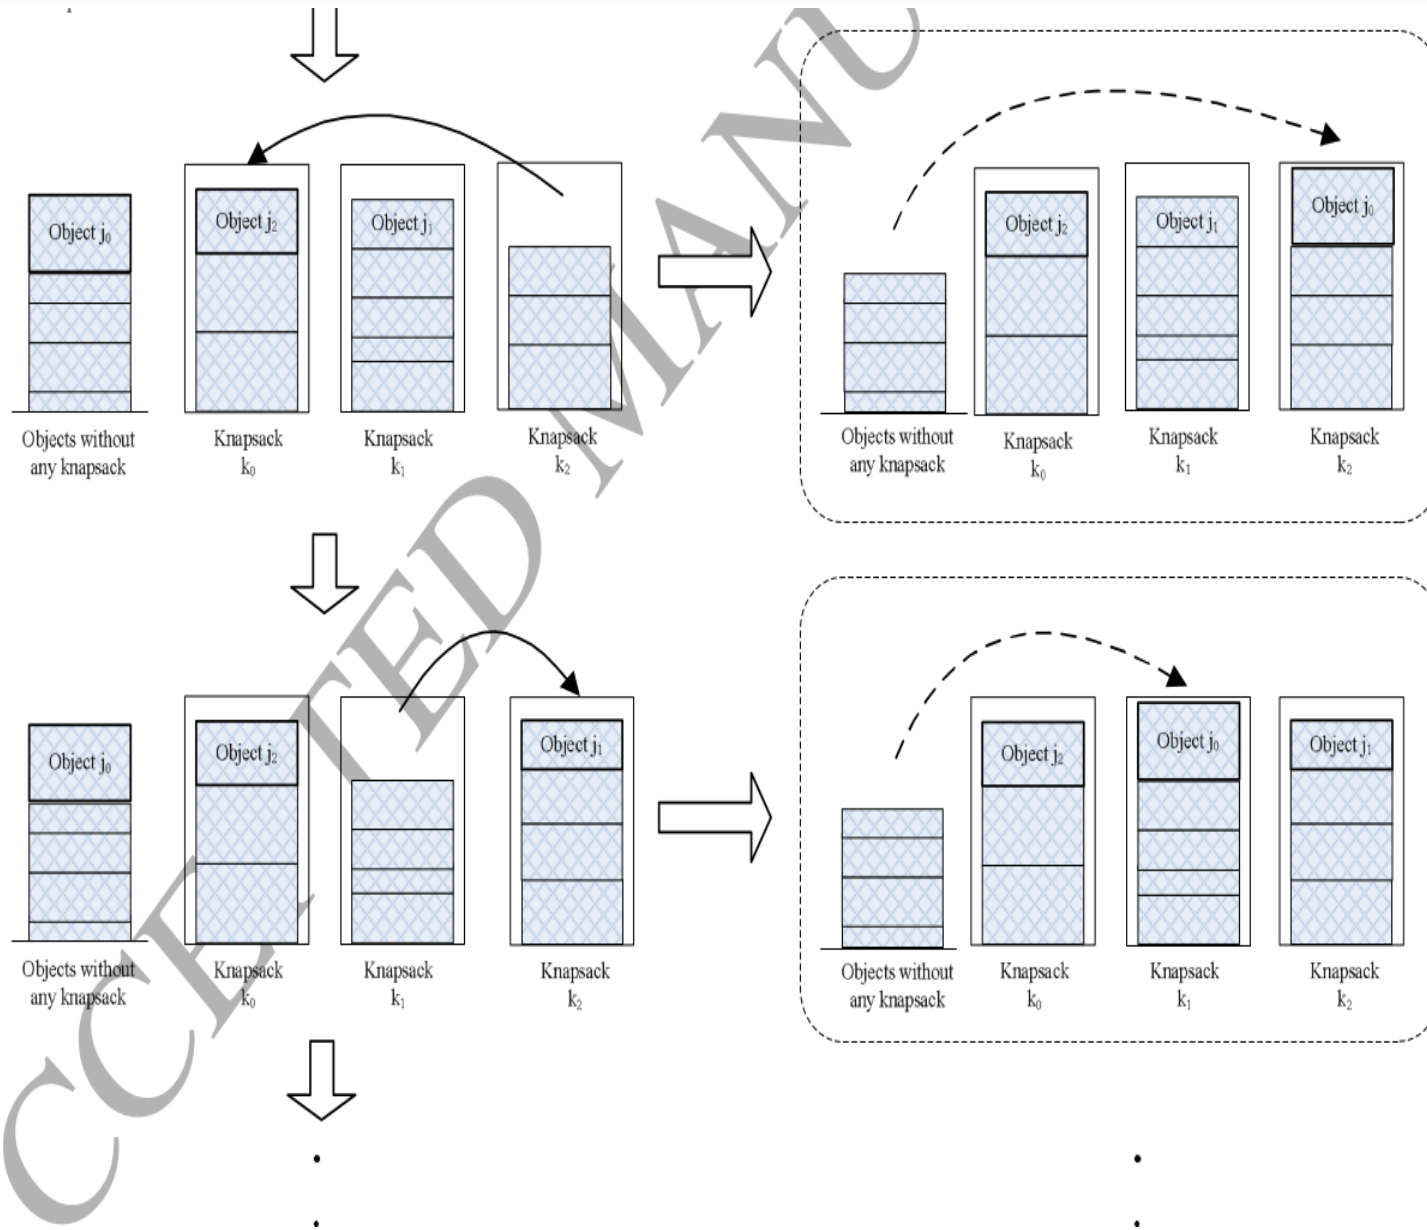 Object j₀
Object j₂
Object j₁
Objects without
any knapsack
Knapsack
k₀
Knapsack
k₁
Knapsack
k₂
Object j₂
Object j₁
Object j₀
Objects without
any knapsack
Knapsack
k₀
Knapsack
k₁
Knapsack
k₂
Object j₀
Object j₂
Object j₁
Objects without
any knapsack
Knapsack
k₀
Knapsack
k₁
Knapsack
k₂
Object j₂
Object j₀
Object j₁
Objects without
any knapsack
Knapsack
k₀
Knapsack
k₁
Knapsack
k₂
CCEPTED MANU